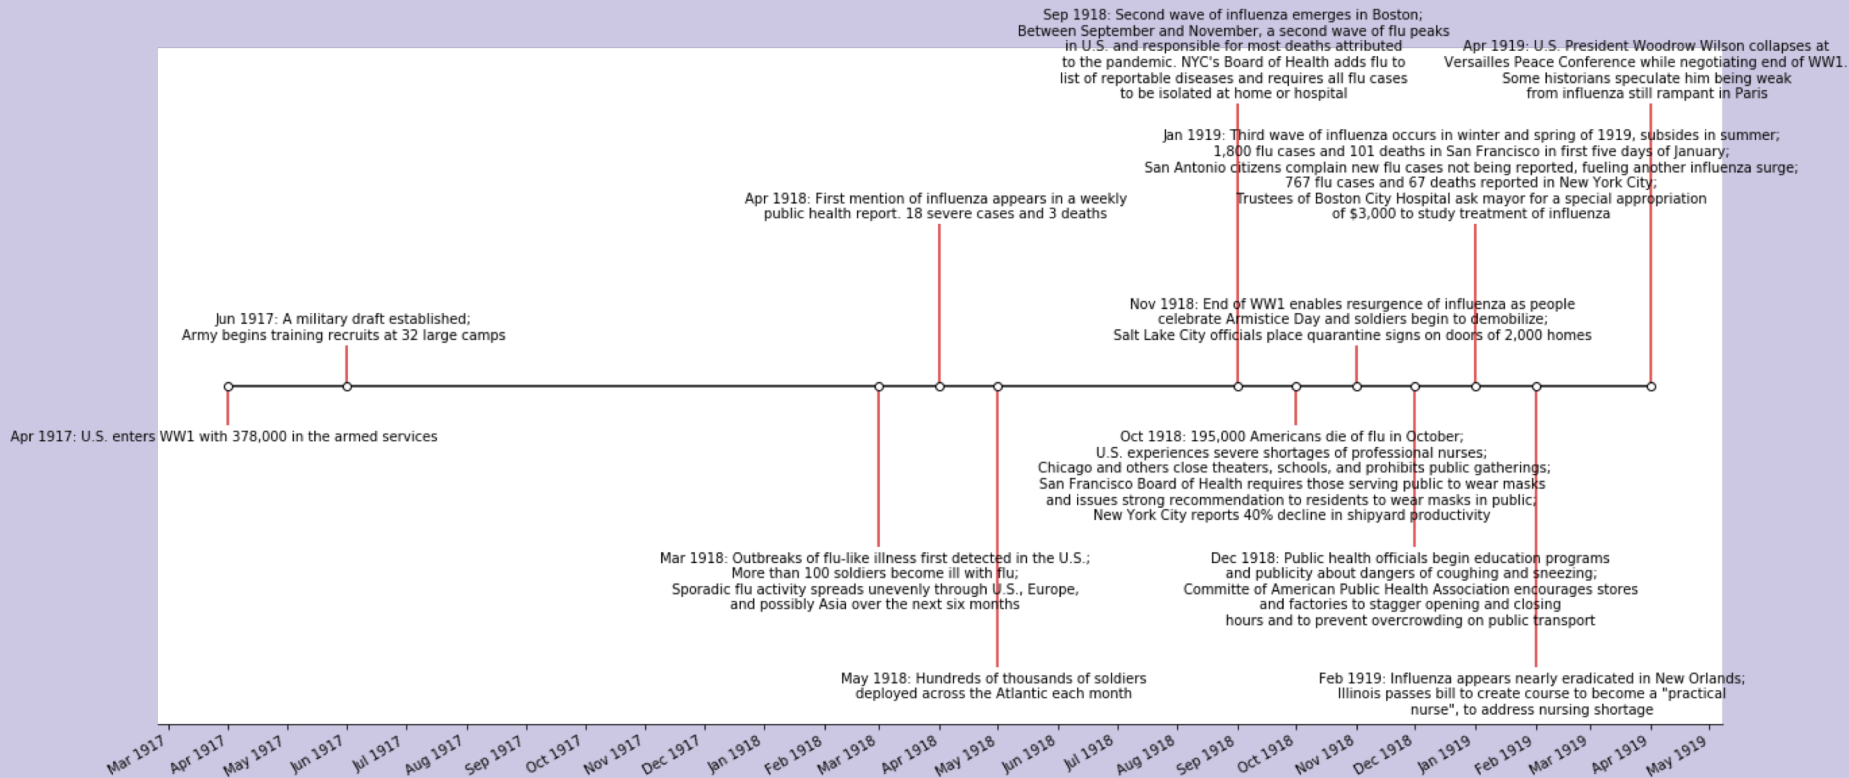 Sep 1918: Second wave of influenza emerges in Boston;
Between September and November, a second wave of flu peaks
in U.S. and responsible for most deaths attributed
to the pandemic. NYC's Board of Health adds flu to
list of reportable diseases and requires all flu cases
to be isolated at home or hospital
Apr 1919: U.S. President Woodrow Wilson collapses at
Versailles Peace Conference while negotiating end of WW1.
Some historians speculate him being weak
from influenza still rampant in Paris
Jan 1919: Third wave of influenza occurs in winter and spring of 1919, subsides in summer;
1,800 flu cases and 101 deaths in San Francisco in first five days of January;
San Antonio citizens complain new flu cases not being reported, fueling another influenza surge;
767 flu cases and 67 deaths reported in New York City;
Trustees of Boston City Hospital ask mayor for a special appropriation
of $3,000 to study treatment of influenza
Apr 1918: First mention of influenza appears in a weekly
public health report. 18 severe cases and 3 deaths
Jun 1917: A military draft established;
Army begins training recruits at 32 large camps
Nov 1918: End of WW1 enables resurgence of influenza as people
celebrate Armistice Day and soldiers begin to demobilize;
Salt Lake City officials place quarantine signs on doors of 2,000 homes
Apr 1917: U.S. enters WW1 with 378,000 in the armed services
Oct 1918: 195,000 Americans die of flu in October;
U.S. experiences severe shortages of professional nurses;
Chicago and others close theaters, schools, and prohibits public gatherings;
San Francisco Board of Health requires those serving public to wear masks
and issues strong recommendation to residents to wear masks in public;
New York City reports 40% decline in shipyard productivity
Mar 1918: Outbreaks of flu-like illness first detected in the U.S.;
More than 100 soldiers become ill with flu;
Sporadic flu activity spreads unevenly through U.S., Europe,
and possibly Asia over the next six months
Dec 1918: Public health officials begin education programs
and publicity about dangers of coughing and sneezing;
Committe of American Public Health Association encourages stores
and factories to stagger opening and closing
hours and to prevent overcrowding on public transport
May 1918: Hundreds of thousands of soldiers
deployed across the Atlantic each month
Feb 1919: Influenza appears nearly eradicated in New Orlands;
Illinois passes bill to create course to become a "practical
nurse", to address nursing shortage
Mar 1917
Apr 1917
May 1917
Jun 1917
Jul 1917
Aug 1917
Sep 1917
Oct 1917
Nov 1917
Dec 1917
Jan 1918
Feb 1918
Mar 1918
Apr 1918
May 1918
Jun 1918
Jul 1918
Aug 1918
Sep 1918
Oct 1918
Nov 1918
Dec 1918
Jan 1919
Feb 1919
Mar 1919
Apr 1919
May 1919